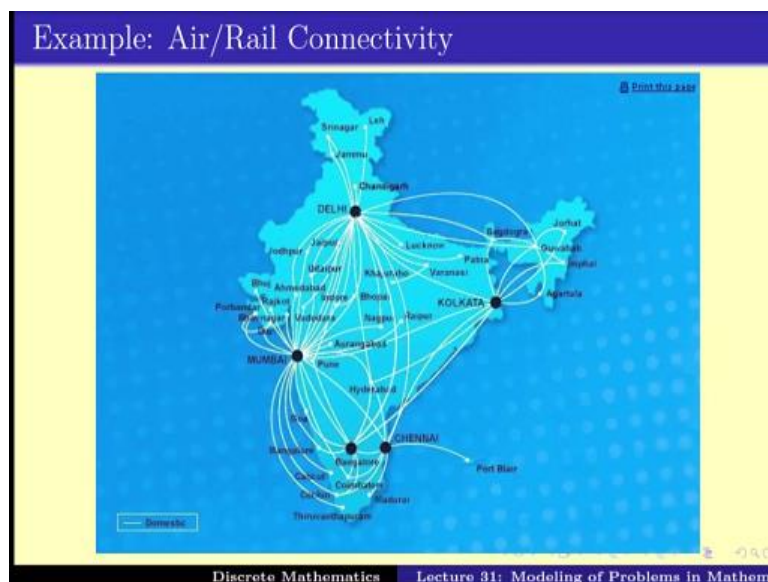 Example: Air/Rail Connectivity
Print this page
Leh
Srinagar
Jammu
Chandigarh
DELHI
Jorhat
Bagdogra
Guwahati
Jaipur
Lucknow
Jodhpur
Patna
Imphal
Udaipur
Khajuraho
Varanasi
Bhuj
Ahmedabad
Agartala
Indore
Bhopal
KOLKATA
Rajkot
Porbandar
Bhavnagar
Vadodara
Nagpur
Raipur
Diu
Aurangabad
MUMBAI
Pune
Hyderabad
Goa
CHENNAI
Mangalore
Bangalore
Port Blair
Calicut
Coimbatore
Cochin
Madurai
Thiruvanthapuram
Domestic
Discrete Mathematics
Lecture 31: Modeling of Problems in Mathem